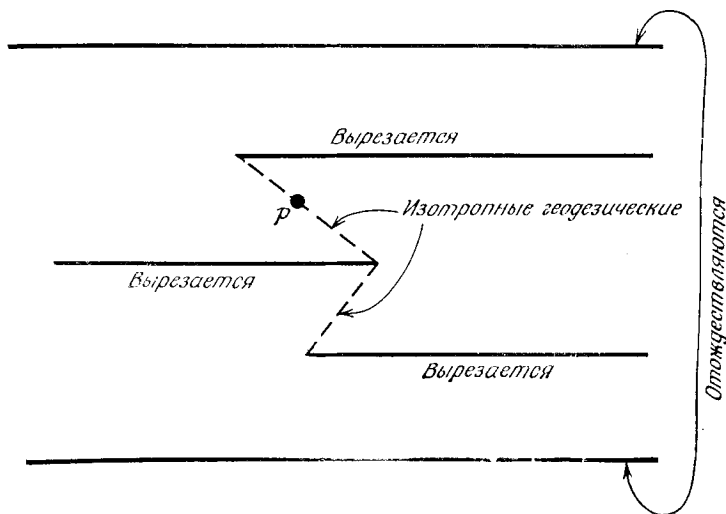 Вырезается
р
Изотропные геодезические
Вырезается
Вырезается
Отождествляются